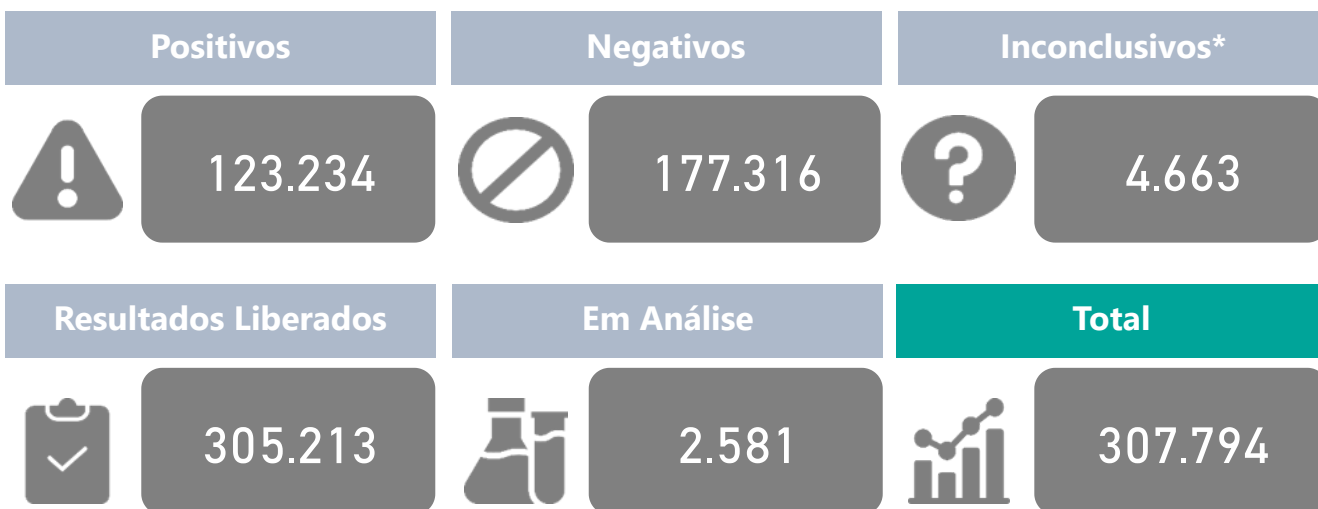 Positivos
Negativos
Inconclusivos*
123.234
177.316
4.663
Resultados Liberados
Em Análise
Total
305.213
2.581
307.794